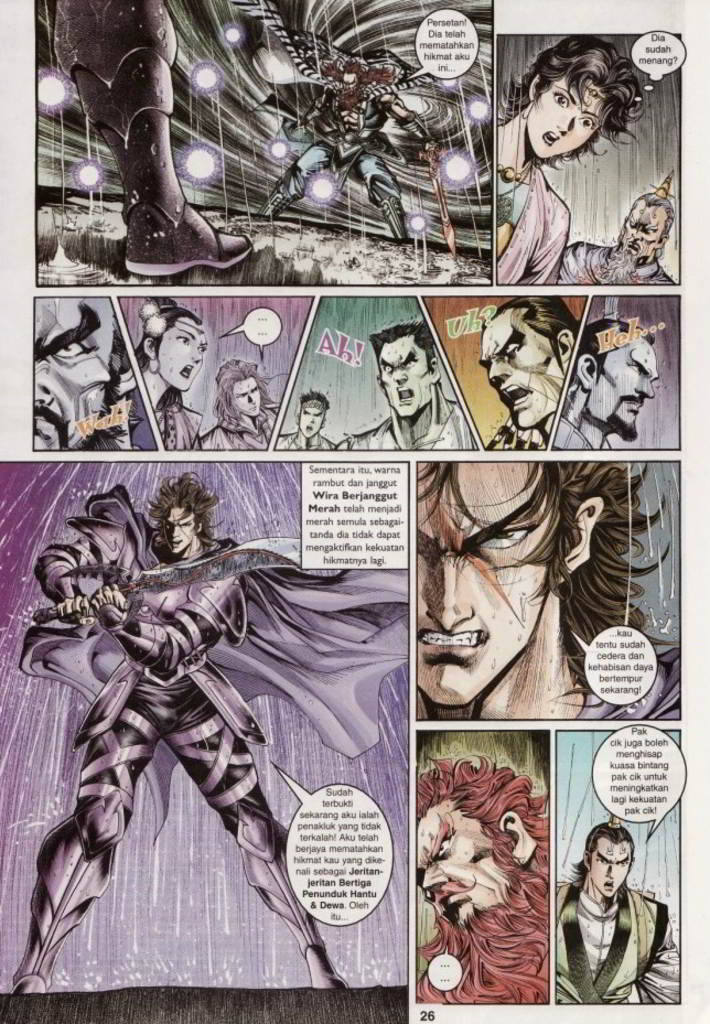 Persetan!
Dia telah
mematahkan
hikmat aku
ini...
Dia
sudah
menang?
Wah!
...
...
Ah!
Uh?
Heh...
Sementara itu, warna
rambut dan janggut
Wira Berjanggut
Merah telah menjadi
merah semula sebagai-
tanda dia tidak dapat
mengaktifkan kekuatan
hikmatnya lagi.
Sudah
terbukti
sekarang aku ialah
penakluk yang tidak
terkalah! Aku telah
berjaya mematahkan
hikmat kau yang dike-
nali sebagai Jeritan-
jeritan Bertiga
Penunduk Hantu
& Dewa. Oleh
itu...
...kau
tentu sudah
cedera dan
kehabisan daya
bertempur
sekarang!
...
...
Pak
cik juga boleh
menghisap
kuasa bintang
pak cik untuk
meningkatkan
lagi kekuatan
pak cik!
26